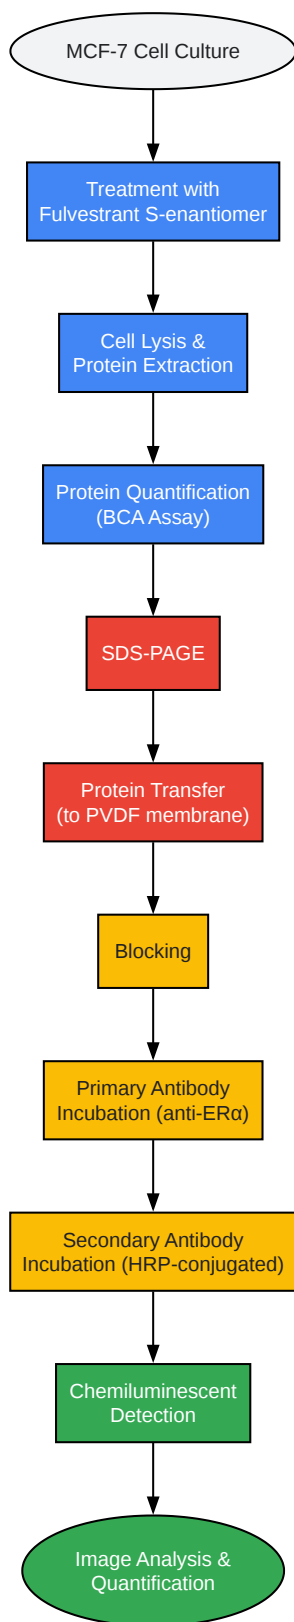 MCF-7 Cell Culture
Treatment with
Fulvestrant S-enantiomer
Cell Lysis &
Protein Extraction
Protein Quantification
(BCA Assay)
SDS-PAGE
Protein Transfer
(to PVDF membrane)
Blocking
Primary Antibody
Incubation (anti-ERα)
Secondary Antibody
Incubation (HRP-conjugated)
Chemiluminescent
Detection
Image Analysis &
Quantification